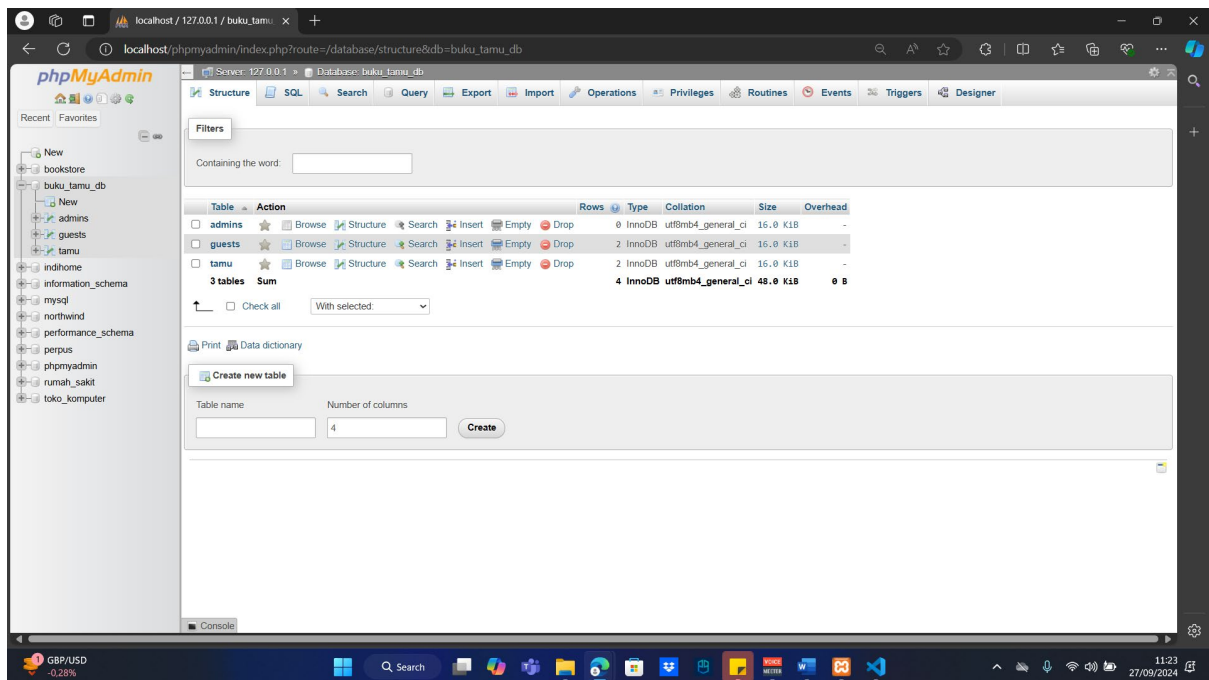 localhost / 127.0.0.1 / buku_tamu_
localhost/phpmyadmin/index.php?route=/database/structure&db=buku_tamu_db
phpMyAdmin
Recent Favorites
New
bookstore
buku_tamu_db
New
admins
guests
tamu
indihome
information_schema
mysql
northwind
performance_schema
perpus
phpmyadmin
rumah_sakit
toko_komputer
Server: 127.0.0.1 » Database: buku_tamu_db
Structure SQL Search Query Export Import Operations Privileges Routines Events Triggers Designer
Filters
Containing the word:
Table Action Rows Type Collation Size Overhead
admins Browse Structure Search Insert Empty Drop 0 InnoDB utf8mb4_general_ci 16.0 KiB -
guests Browse Structure Search Insert Empty Drop 2 InnoDB utf8mb4_general_ci 16.0 KiB -
tamu Browse Structure Search Insert Empty Drop 2 InnoDB utf8mb4_general_ci 16.0 KiB -
3 tables Sum 4 InnoDB utf8mb4_general_ci 48.0 KiB 0 B
Check all With selected:
Print Data dictionary
Create new table
Table name Number of columns
4 Create
Console
1 GBP/USD
-0,28%
Search
VOICE
MEETER
11:23
27/09/2024